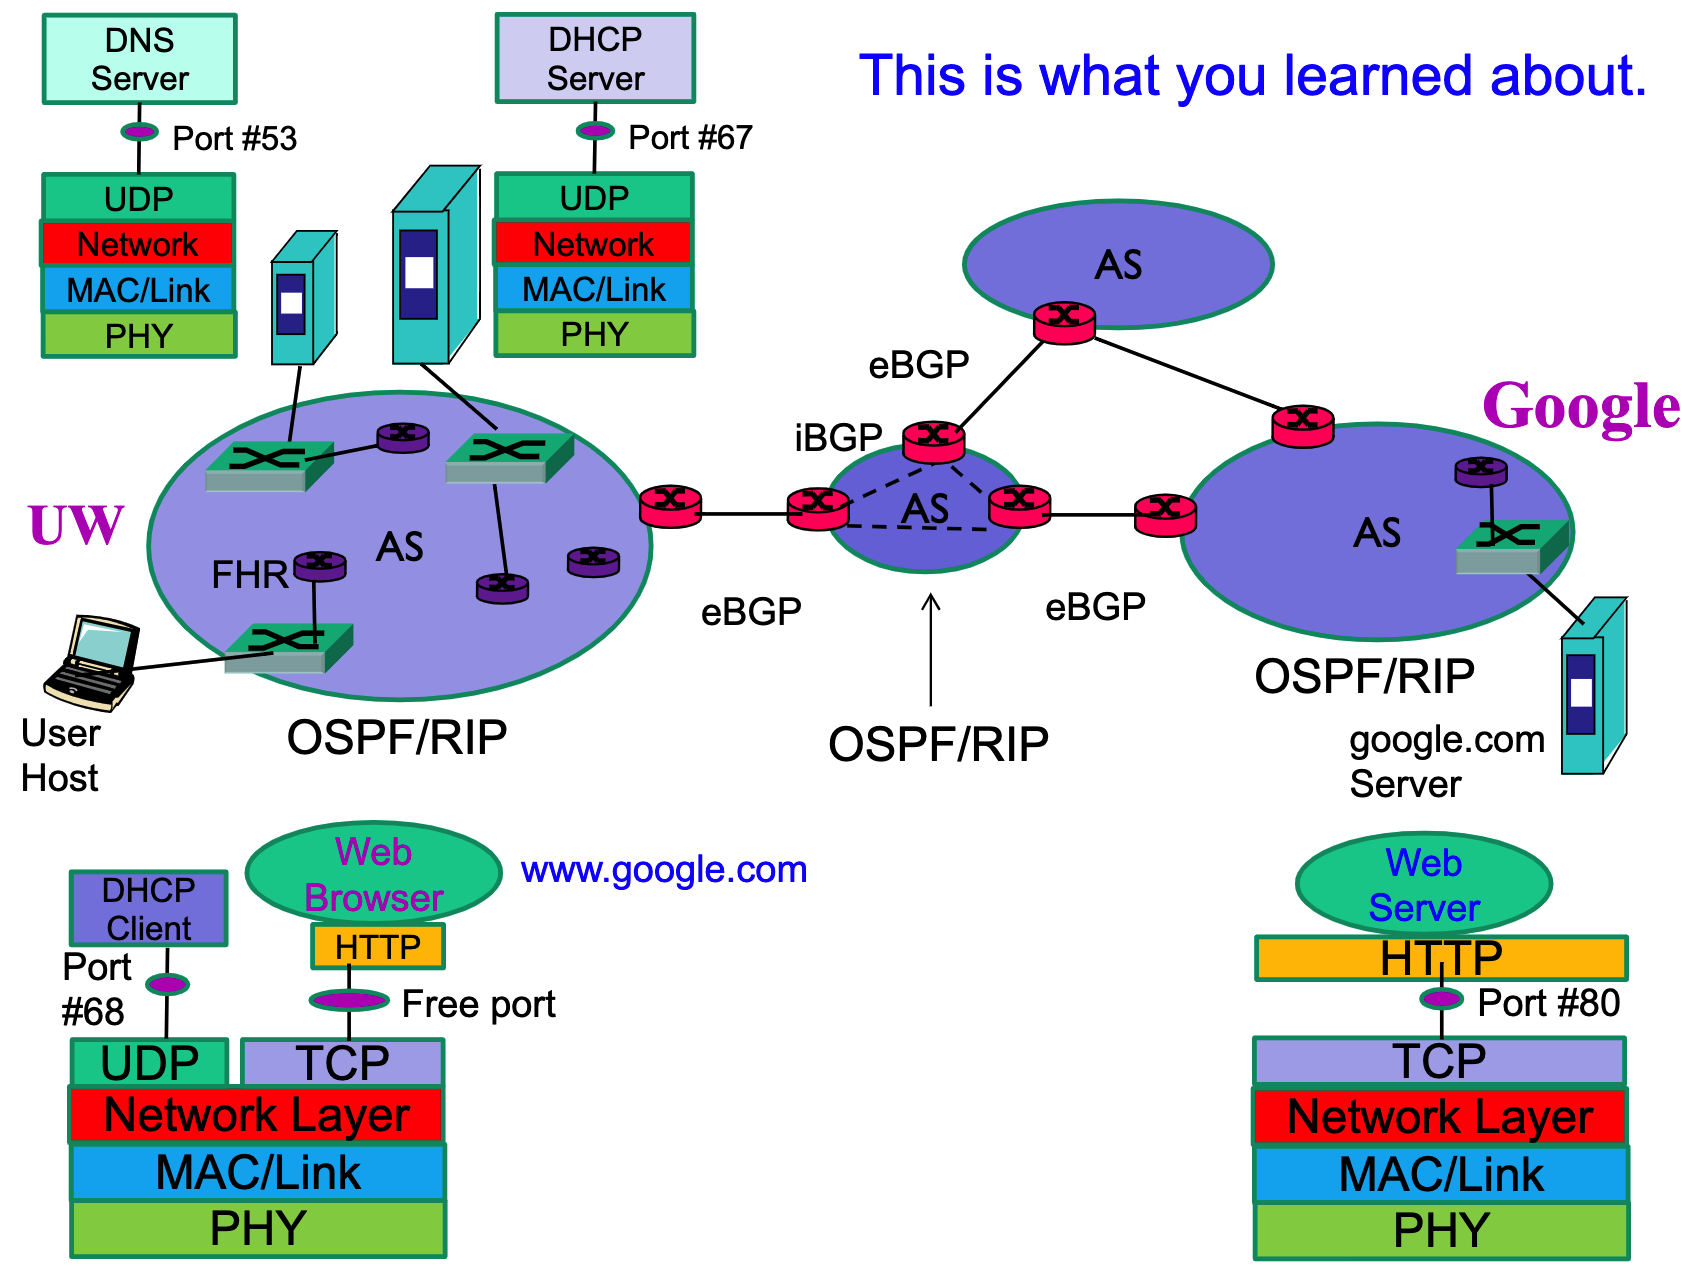 DNS
Server
Port #53
UDP
Network
MAC/Link
PHY
DHCP
Server
Port #67
UDP
Network
MAC/Link
PHY
This is what you learned about.
AS
eBGP
iBGP
Google
UW
AS
FHR
AS
AS
eBGP
eBGP
OSPF/RIP
OSPF/RIP
OSPF/RIP
User
Host
google.com
Server
DHCP
Client
Port
#68
Web
Browser
www.google.com
HTTP
Free port
UDP
TCP
Network Layer
MAC/Link
PHY
Web
Server
HTTP
Port #80
TCP
Network Layer
MAC/Link
PHY